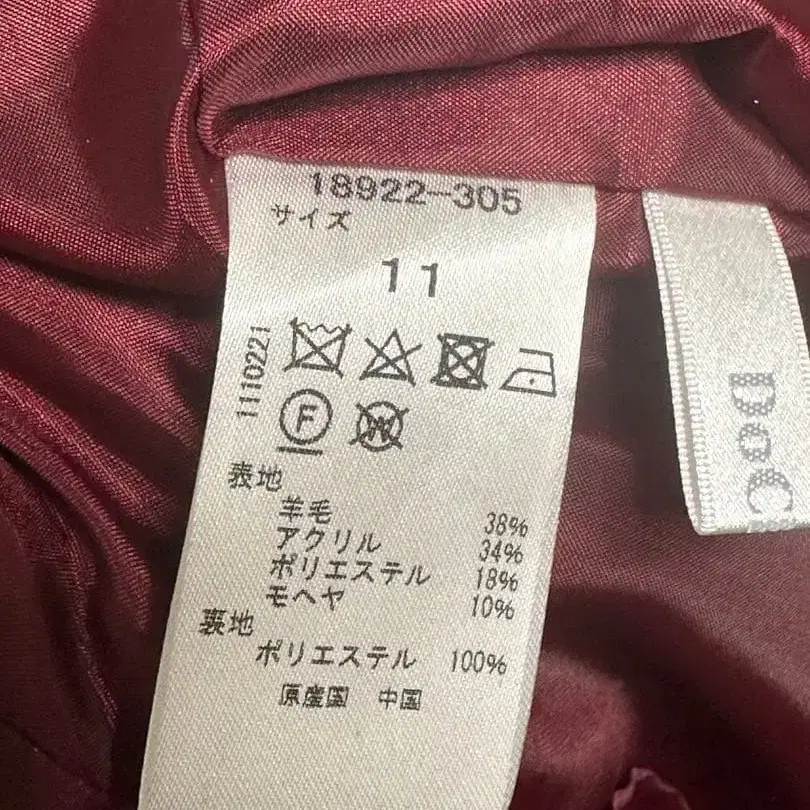 18922-305
サイズ
11
1110221
F
W
表地
羊毛 38%
アクリル 34%
ポリエステル 18%
モヘヤ 10%
裏地
ポリエステル 100%
原産国 中国
DoC